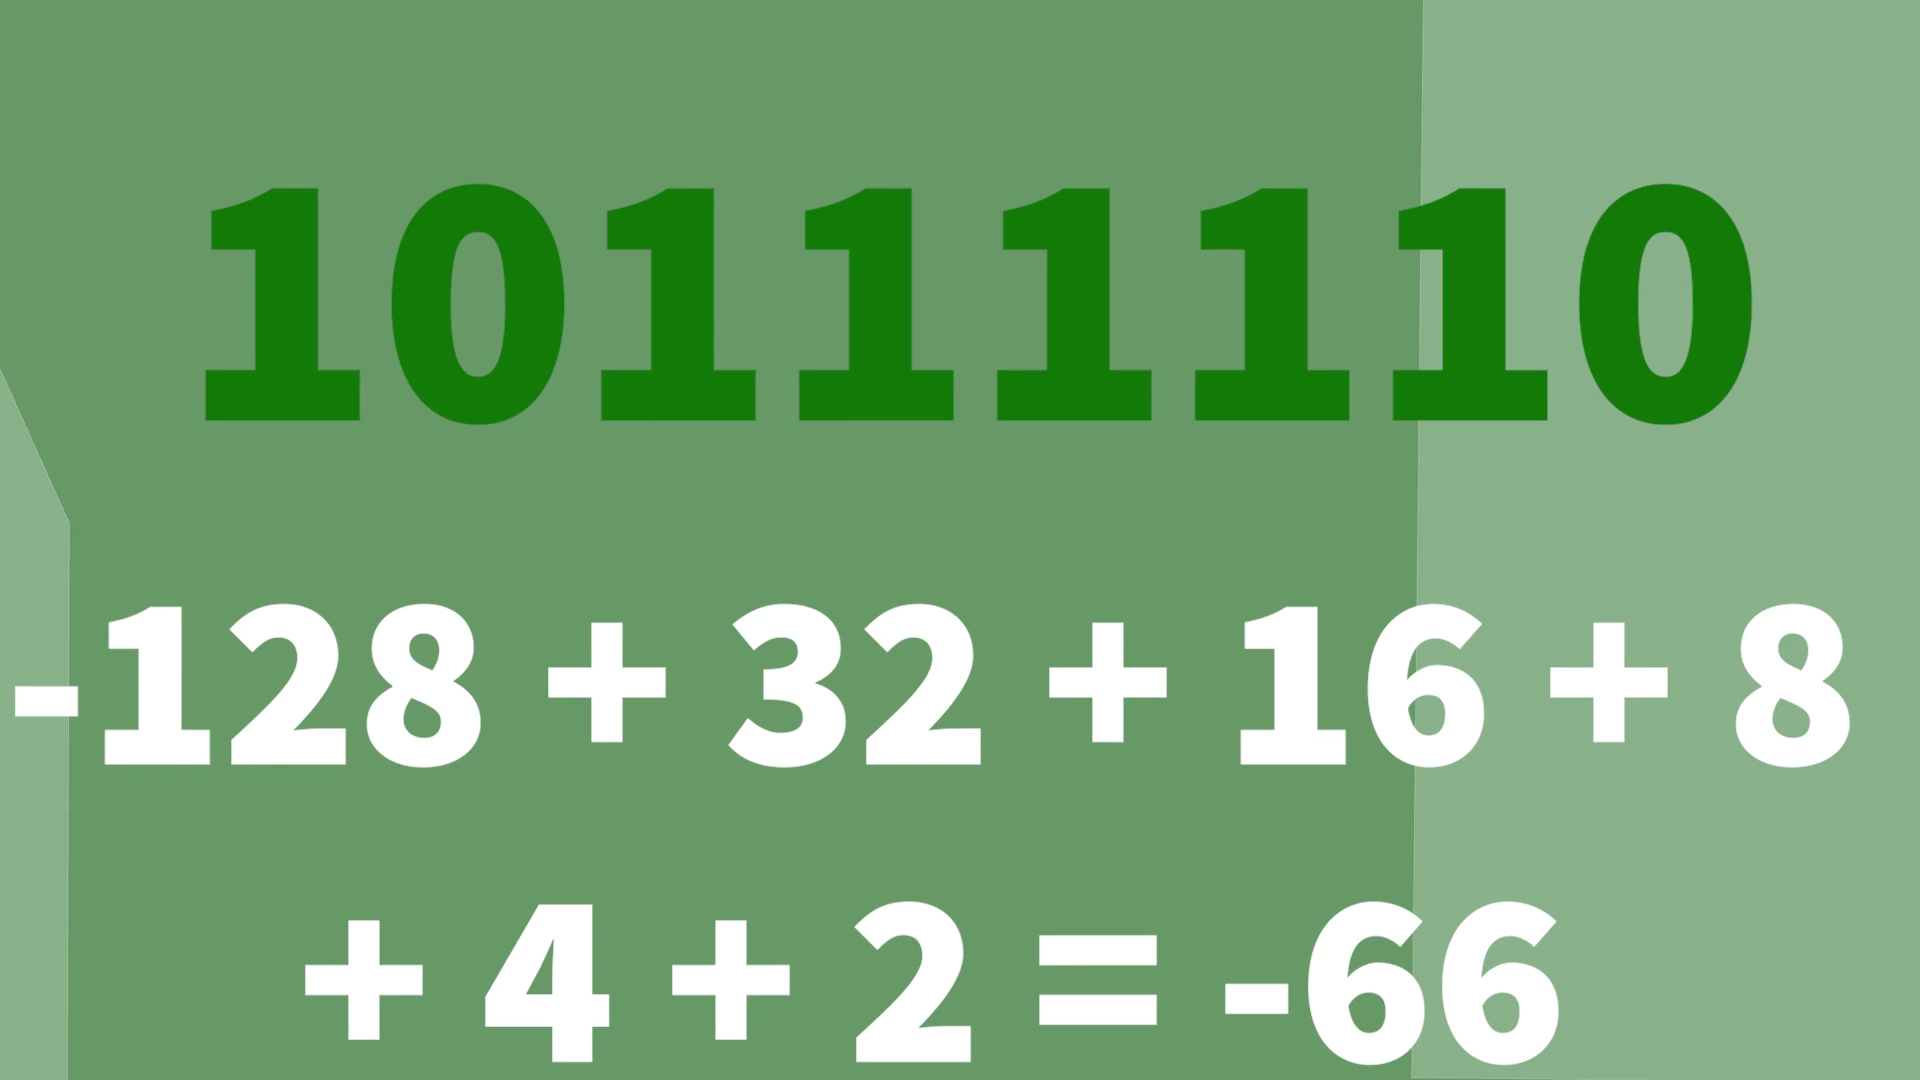 10111110
-128 + 32 + 16 + 8
+ 4 + 2 = -66